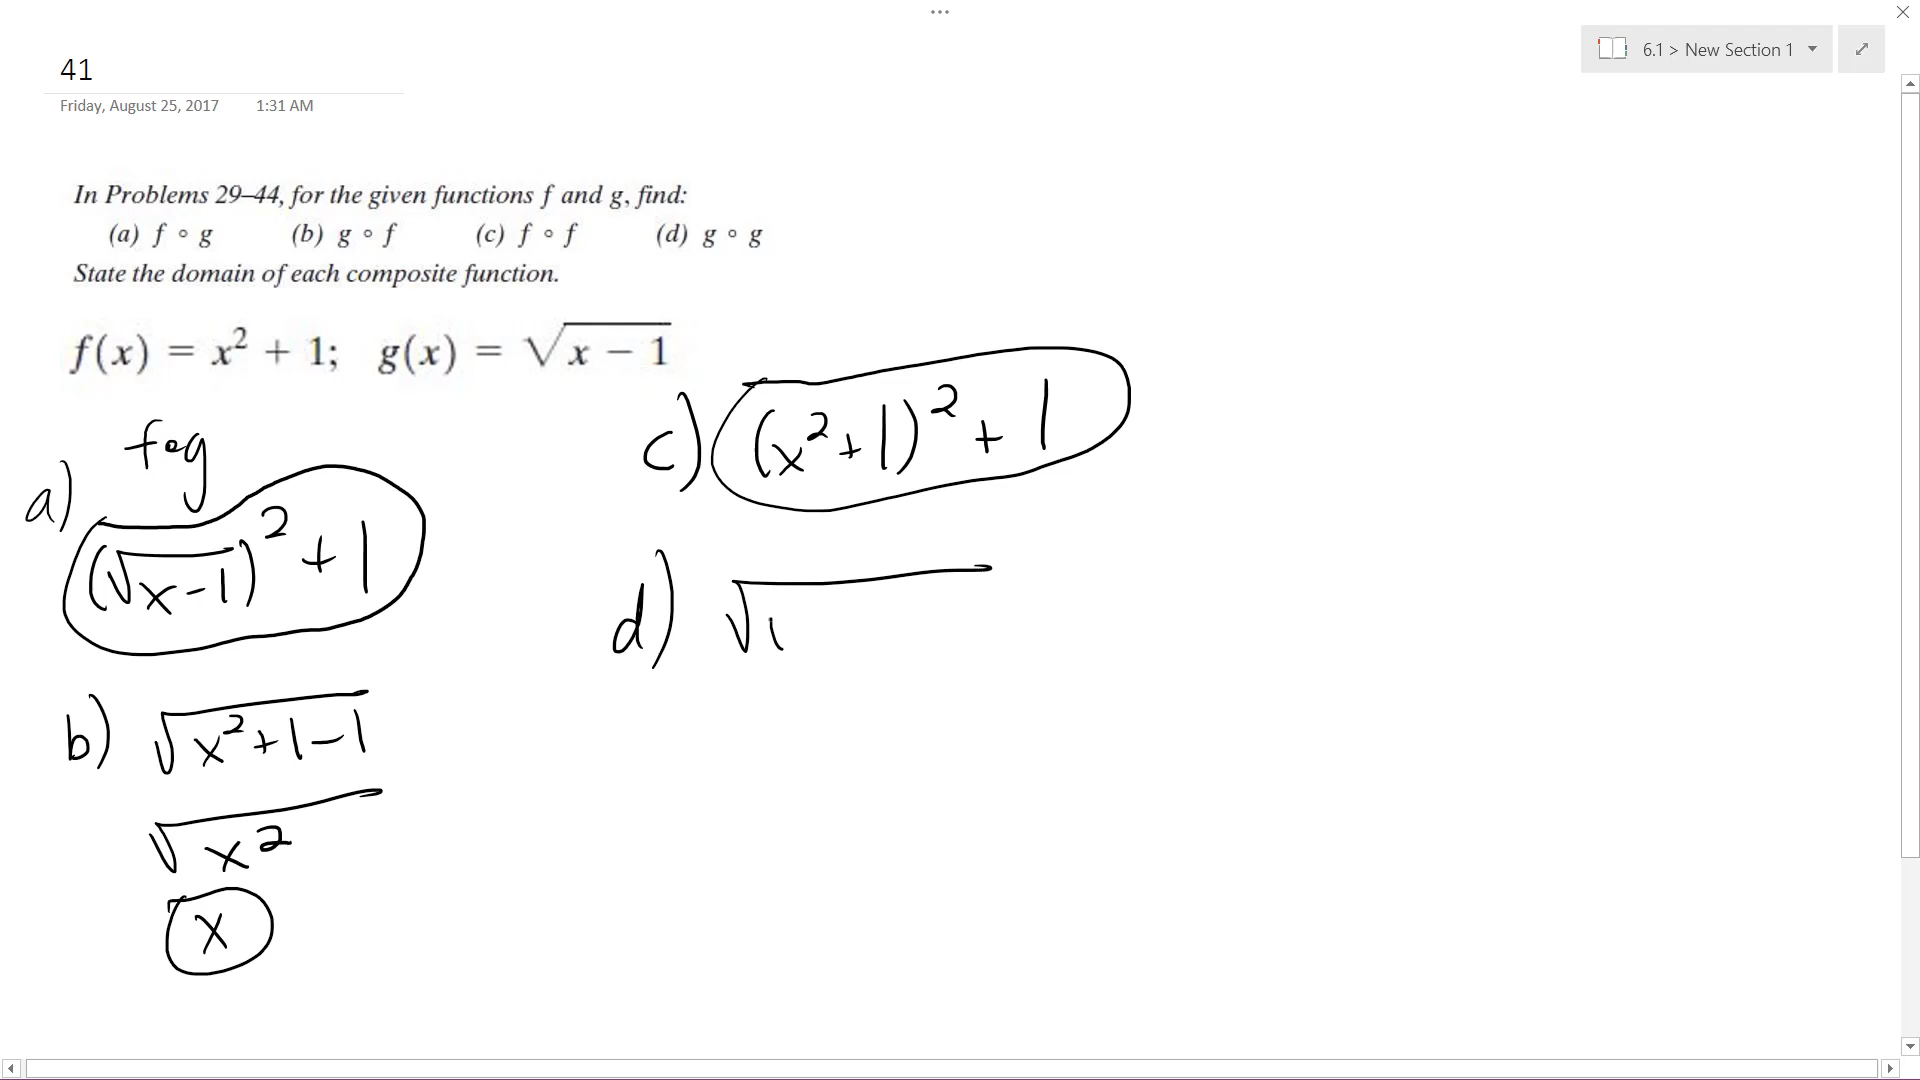 6.1 > New Section 1
41
Friday, August 25, 2017 1:31 AM
In Problems 29–44, for the given functions f and g, find:
(a) f ∘ g (b) g ∘ f (c) f ∘ f (d) g ∘ g
State the domain of each composite function.
f(x) = x² + 1; g(x) = √(x − 1)
f∘g
a) (√x-1)² + 1
b) √x²+1-1
√x²
x
c) (x²+1)² + 1
d) √(